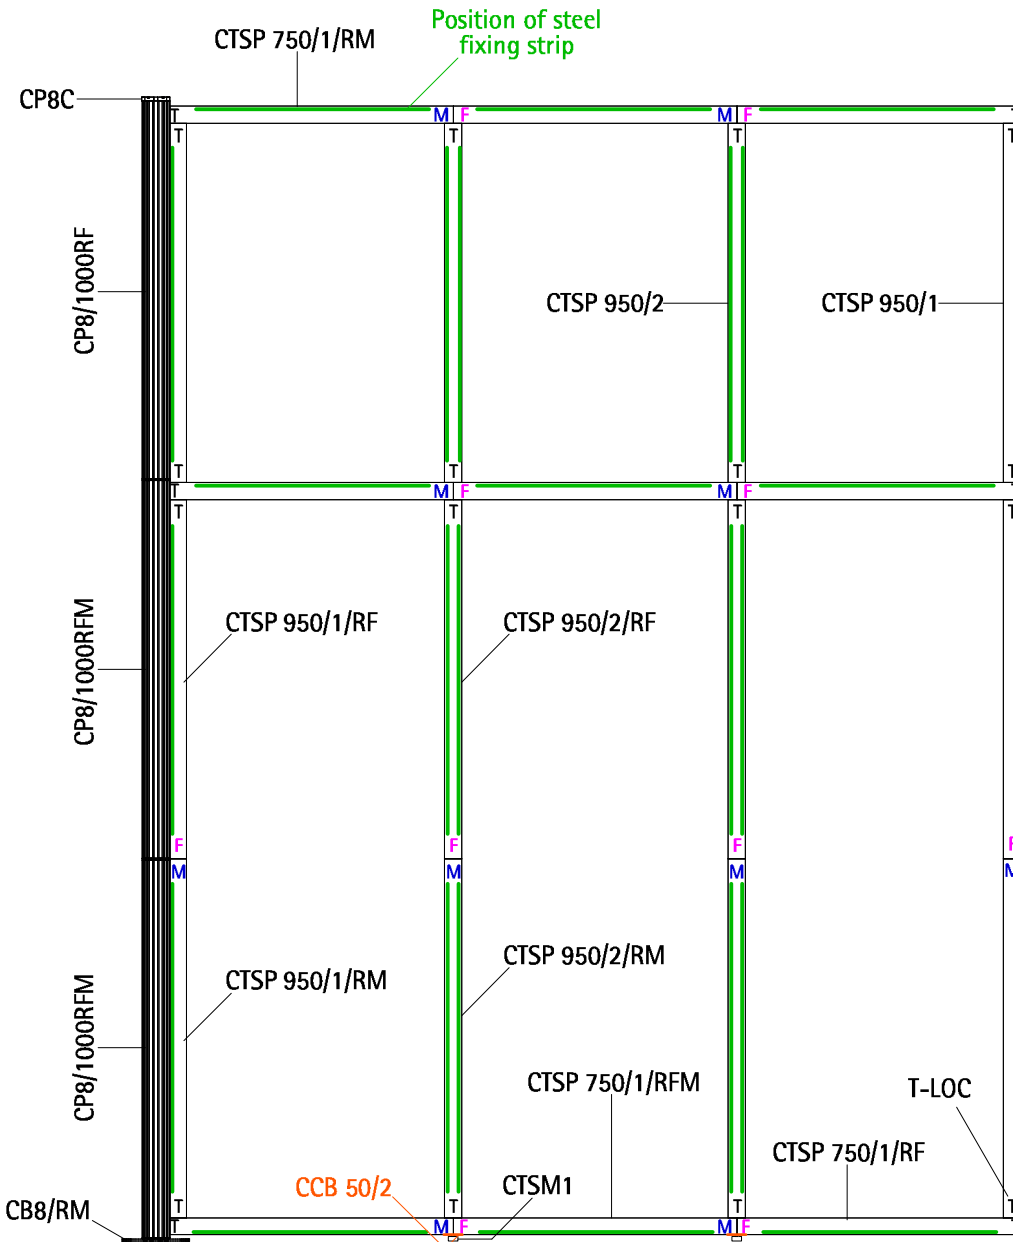 Position of steel
fixing strip
CTSP 750/1/RM
CP8C
T M F M F T
T T T T
CP8/1000RF
CTSP 950/2
CTSP 950/1
T T T T
T M F M F T
T T T T
CTSP 950/1/RF
CTSP 950/2/RF
CP8/1000RFM
F F F F
M M M M
CTSP 950/2/RM
CTSP 950/1/RM
CP8/1000RFM
CTSP 750/1/RFM
T-LOC
CTSP 750/1/RF
CCB 50/2
CTSM1
T T T T
CB8/RM
T M F M F